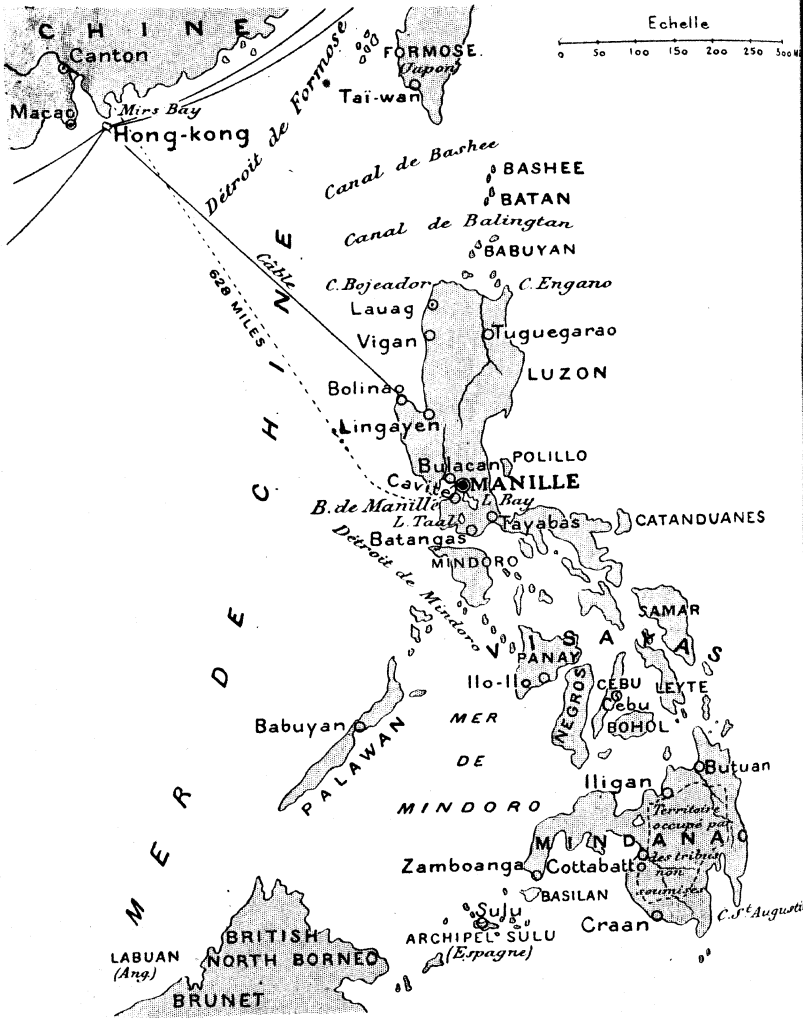 Echelle
0 50 100 150 200 250 300
CHINE
Canton
Macao
Mirs Bay
Hong-kong
Détroit de Formose
FORMOSE.
(Japon)
Taï-wan
Canal de Bashee
BASHEE
BATAN
Canal de Balingtan
BABUYAN
Câble
628 MILES
C. Bojeador
C. Engano
Lauag
Vigan
Tuguegarao
LUZON
Bolinao
Lingayen
Bulacan
POLILLO
Cavite
MANILLE
B. de Manille
L. Bay
L. Taal
Tayabas
CATANDUANES
Batangas
Détroit de Mindoro
MINDORO
MER DE CHINE
SAMAR
VISAYAS
PANAY
Ilo-Ilo
NEGROS
CEBU
Cebu
LEYTE
BOHOL
Babuyan
PALAWAN
MER
DE
MINDORO
Butuan
Iligan
Territoire
occupé par
des tribus
non
soumises
MINDANAO
Zamboanga
Cottabatto
BASILAN
Craan
C. St Augusti
Sulu
ARCHIPEL SULU
(Espagne)
LABUAN
(Ang.)
BRITISH
NORTH BORNEO
BRUNET